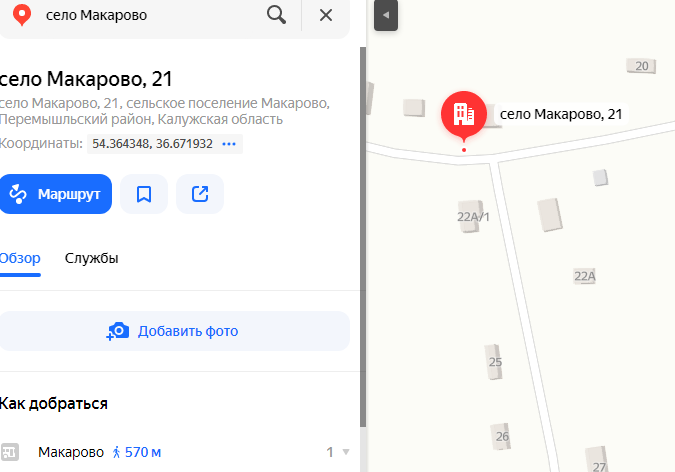 село Макарово
село Макарово, 21
село Макарово, 21, сельское поселение Макарово,
Перемышльский район, Калужская область
Координаты: 54.364348, 36.671932 •••
Маршрут
Обзор
Службы
Добавить фото
Как добраться
Макарово 570 м 1
20
село Макарово, 21
22А/1
22А
25
26
27